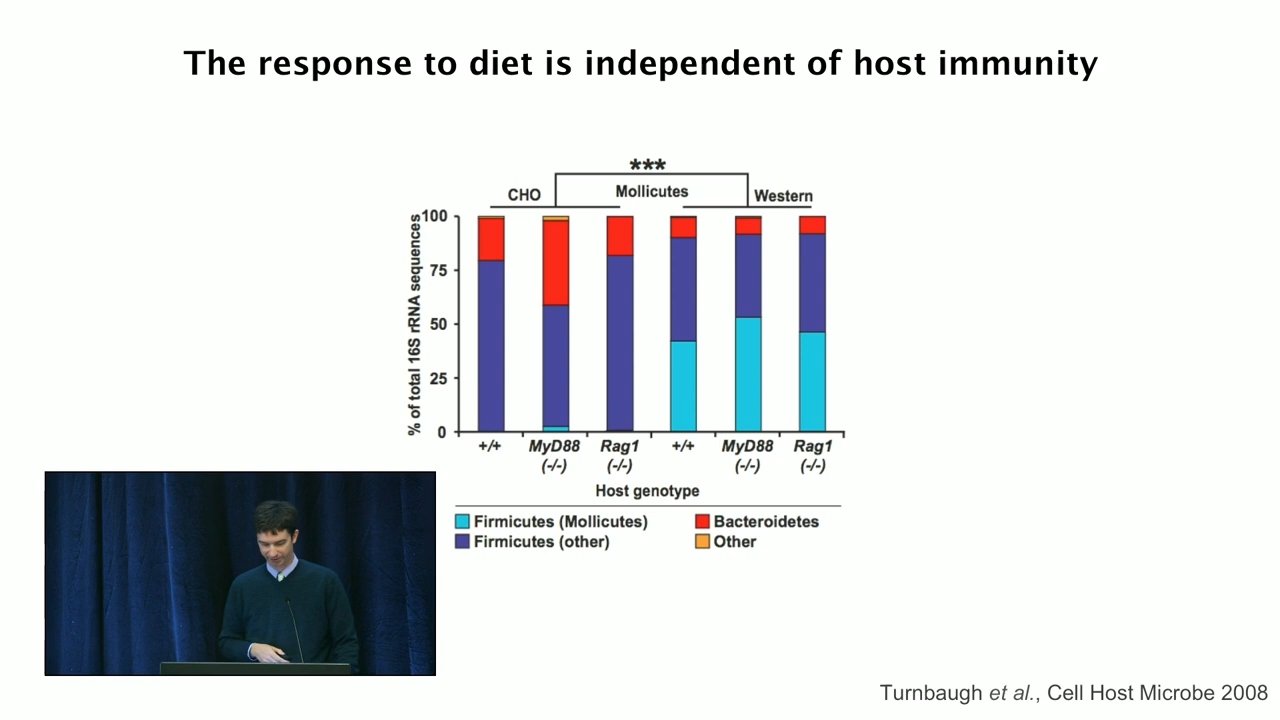 The response to diet is independent of host immunity
***
CHO
Mollicutes
Western
% of total 16S rRNA sequences
100
75
50
25
0
+/+
MyD88
(-/-)
Rag1
(-/-)
+/+
MyD88
(-/-)
Rag1
(-/-)
Host genotype
Firmicutes (Mollicutes)
Bacteroidetes
Firmicutes (other)
Other
Turnbaugh et al., Cell Host Microbe 2008